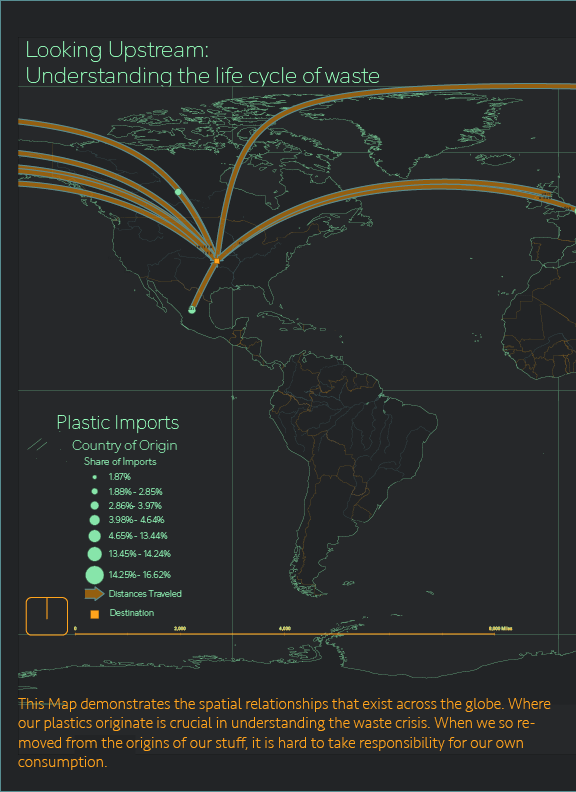 Looking Upstream:
Understanding the life cycle of waste
Plastic Imports
Country of Origin
Share of Imports
1.87%
1.88% - 2.85%
2.86% - 3.97%
3.98% - 4.64%
4.65% - 13.44%
13.45% - 14.24%
14.25% - 16.62%
Distances Traveled
Destination
0 2,000 4,000 8,000 Miles
This Map demonstrates the spatial relationships that exist across the globe. Where
our plastics originate is crucial in understanding the waste crisis. When we so re-
moved from the origins of our stuff, it is hard to take responsibility for our own
consumption.